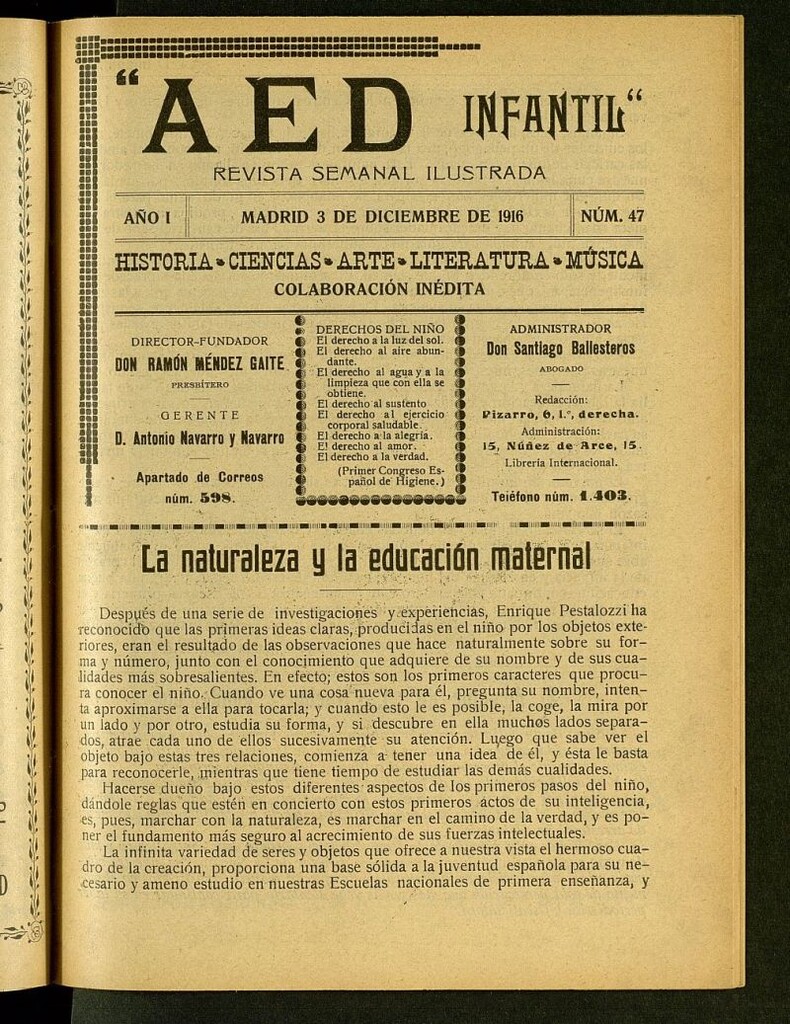 “AED INFANTIL“
REVISTA SEMANAL ILUSTRADA
AÑO I
MADRID 3 DE DICIEMBRE DE 1916
NÚM. 47
HISTORIA • CIENCIAS • ARTE • LITERATURA • MÚSICA
COLABORACIÓN INÉDITA
DIRECTOR-FUNDADOR
DON RAMÓN MÉNDEZ GAITE
PRESBÍTERO
GERENTE
D. Antonio Navarro y Navarro
Apartado de Correos
núm. 598.
DERECHOS DEL NIÑO
El derecho a la luz del sol.
El derecho al aire abun-
dante.
El derecho al agua y a la
limpieza que con ella se
obtiene.
El derecho al sustento
El derecho al ejercicio
corporal saludable.
El derecho a la alegría.
El derecho al amor.
El derecho a la verdad.
(Primer Congreso Es-
pañol de Higiene.)
ADMINISTRADOR
Don Santiago Ballesteros
ABOGADO
Redacción:
Pizarro, 6, 1.º, derecha.
Administración:
15, Núñez de Arce, 15.
Librería Internacional.
Teléfono núm. 1.403.
La naturaleza y la educación maternal
Después de una serie de investigaciones y experiencias, Enrique Pestalozzi ha
reconocido que las primeras ideas claras, producidas en el niño por los objetos exte-
riores, eran el resultado de las observaciones que hace naturalmente sobre su for-
ma y número, junto con el conocimiento que adquiere de su nombre y de sus cua-
lidades más sobresalientes. En efecto; estos son los primeros caracteres que procu-
ra conocer el niño. Cuando ve una cosa nueva para él, pregunta su nombre, inten-
ta aproximarse a ella para tocarla; y cuando esto le es posible, la coge, la mira por
un lado y por otro, estudia su forma, y si descubre en ella muchos lados separa-
dos, atrae cada uno de ellos sucesivamente su atención. Luego que sabe ver el
objeto bajo estas tres relaciones, comienza a tener una idea de él, y ésta le basta
para reconocerle, mientras que tiene tiempo de estudiar las demás cualidades.
Hacerse dueño bajo estos diferentes aspectos de los primeros pasos del niño,
dándole reglas que estén en concierto con estos primeros actos de su inteligencia,
es, pues, marchar con la naturaleza, es marchar en el camino de la verdad, y es po-
ner el fundamento más seguro al acrecimiento de sus fuerzas intelectuales.
La infinita variedad de seres y objetos que ofrece a nuestra vista el hermoso cua-
dro de la creación, proporciona una base sólida a la juventud española para su ne-
cesario y ameno estudio en nuestras Escuelas nacionales de primera enseñanza, y